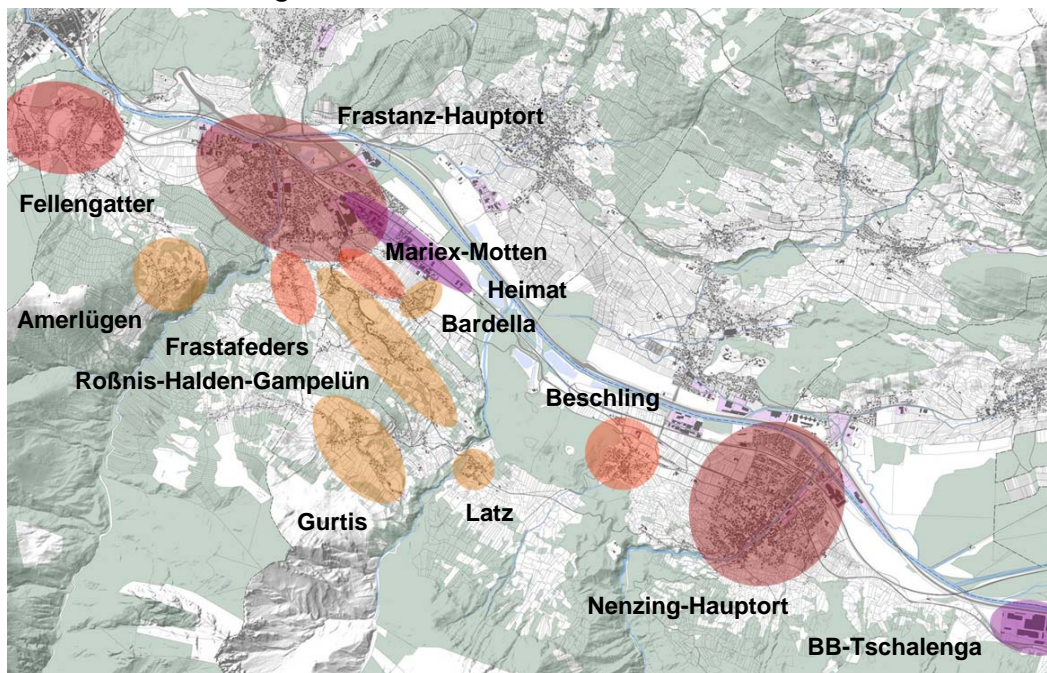 Frastanz-Hauptort
Fellengatter
Mariex-Motten
Heimat
Amerlügen
Bardella
Frastafeders
Roßnis-Halden-Gampelün
Beschling
Gurtis
Latz
Nenzing-Hauptort
BB-Tschalenga